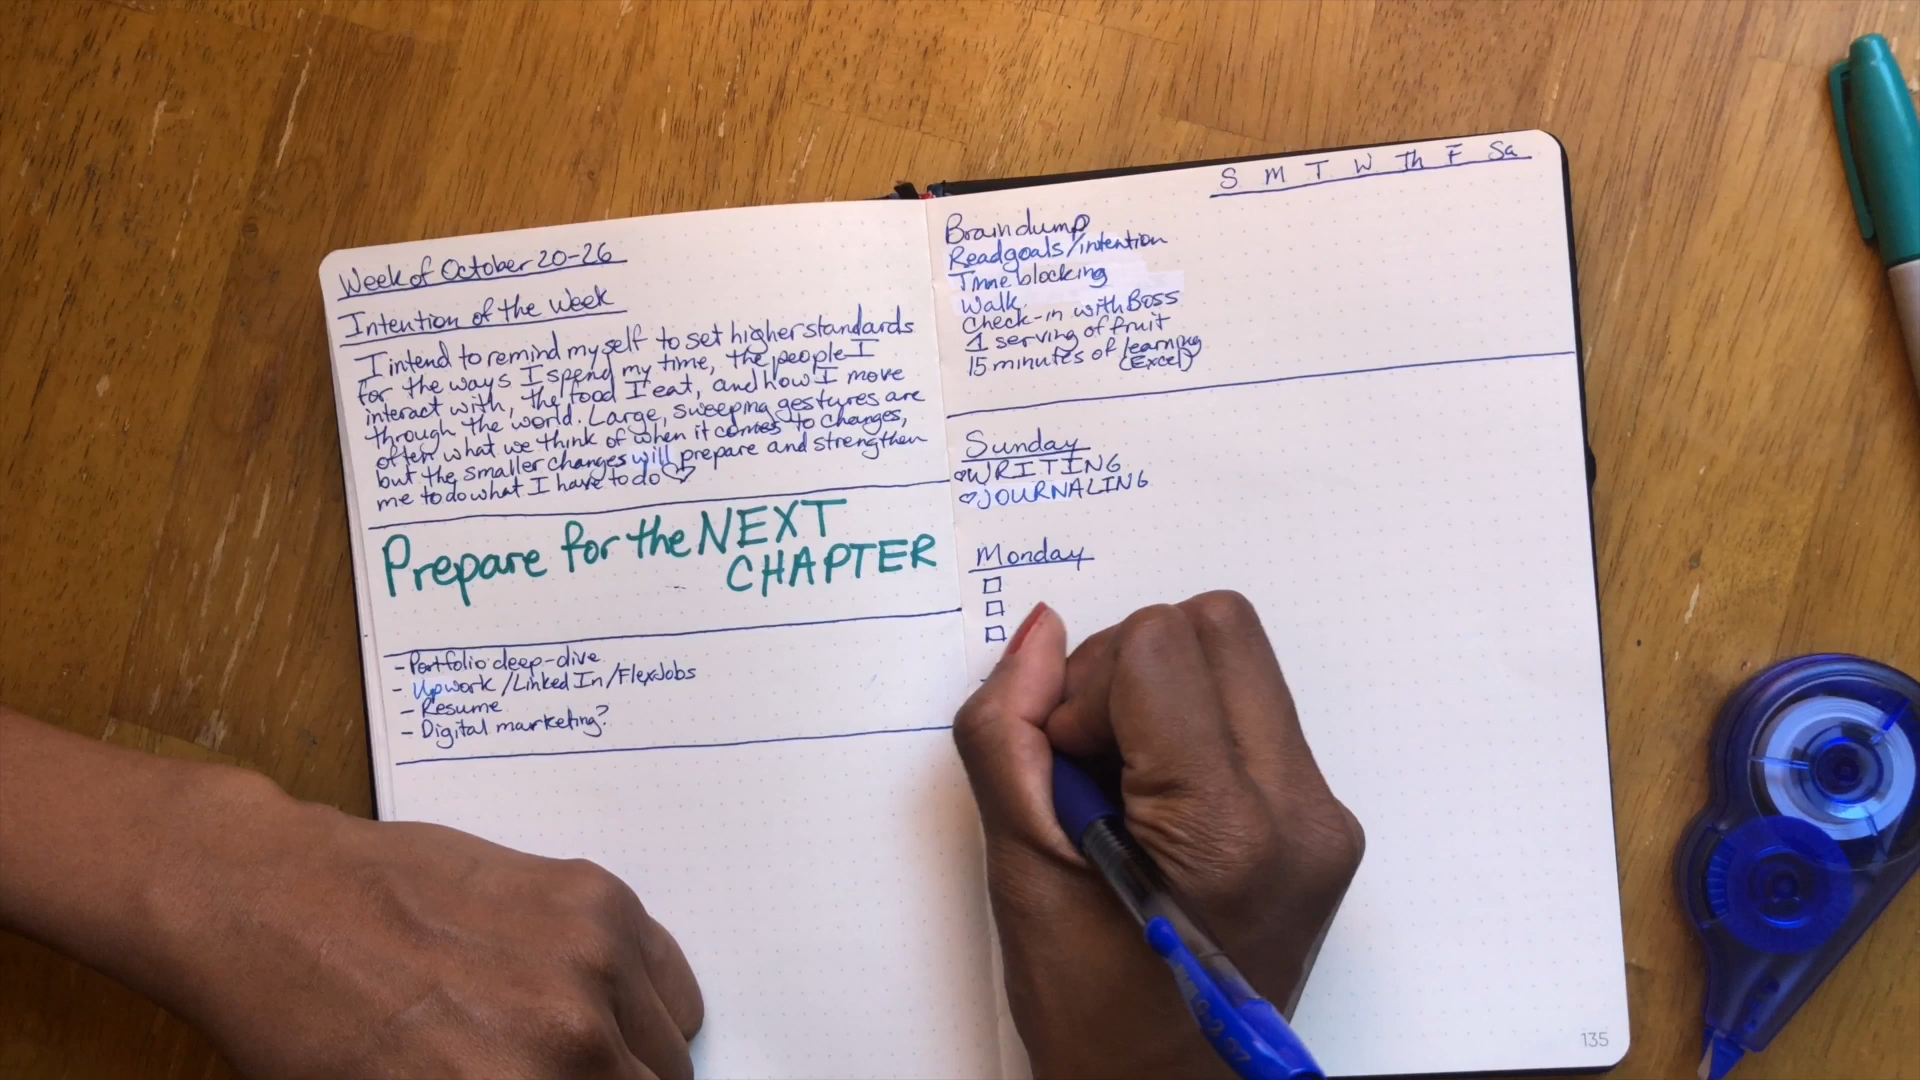 Week of October 20-26
Intention of the Week
I intend to remind myself to set higher standards
for the ways I spend my time, the people I
interact with, the food I eat, and how I move
through the world. Large, sweeping gestures are
often what we think of when it comes to changes,
but the smaller changes will prepare and strengthen
me to do what I have to do
Prepare for the NEXT
CHAPTER
- Portfolio deep-dive
- Upwork/LinkedIn/FlexJobs
- Resume
- Digital marketing?
S M T W Th F Sa
Braindump
Read goals/intention
Time blocking
Walk
Check-in with Boss
1 serving of fruit
15 minutes of learning
(Excel)
Sunday
WRITING
JOURNALING
Monday
135